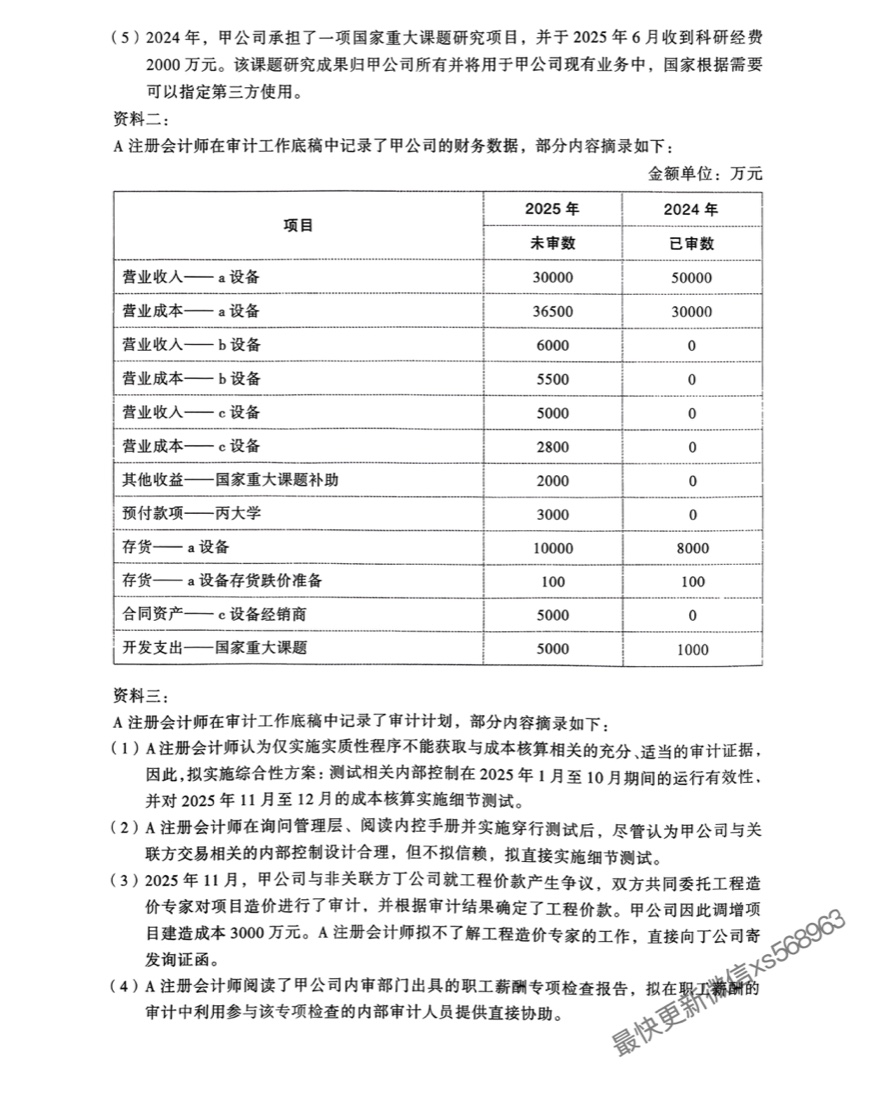 （5）2024 年，甲公司承担了一项国家重大课题研究项目，并于 2025 年 6 月收到科研经费
2000 万元。该课题研究成果归甲公司所有并将用于甲公司现有业务中，国家根据需要
可以指定第三方使用。
资料二：
A 注册会计师在审计工作底稿中记录了甲公司的财务数据，部分内容摘录如下：
金额单位：万元
项目 2025 年 2024 年
未审数 已审数
营业收入—— a 设备 30000 50000
营业成本—— a 设备 36500 30000
营业收入—— b 设备 6000 0
营业成本—— b 设备 5500 0
营业收入—— c 设备 5000 0
营业成本—— c 设备 2800 0
其他收益——国家重大课题补助 2000 0
预付款项——丙大学 3000 0
存货—— a 设备 10000 8000
存货—— a 设备存货跌价准备 100 100
合同资产—— c 设备经销商 5000 0
开发支出——国家重大课题 5000 1000
资料三：
A 注册会计师在审计工作底稿中记录了审计计划，部分内容摘录如下：
（1）A 注册会计师认为仅实施实质性程序不能获取与成本核算相关的充分、适当的审计证据，
因此，拟实施综合性方案：测试相关内部控制在 2025 年 1 月至 10 月期间的运行有效性，
并对 2025 年 11 月至 12 月的成本核算实施细节测试。
（2）A 注册会计师在询问管理层、阅读内控手册并实施穿行测试后，尽管认为甲公司与关
联方交易相关的内部控制设计合理，但不拟信赖，拟直接实施细节测试。
（3）2025 年 11 月，甲公司与非关联方丁公司就工程价款产生争议，双方共同委托工程造
价专家对项目造价进行了审计，并根据审计结果确定了工程价款。甲公司因此调增项
目建造成本 3000 万元。A 注册会计师拟不了解工程造价专家的工作，直接向丁公司寄
发询证函。
（4）A 注册会计师阅读了甲公司内审部门出具的职工薪酬专项检查报告，拟在职工薪酬的
审计中利用参与该专项检查的内部审计人员提供直接协助。
最快更新微信xs568963